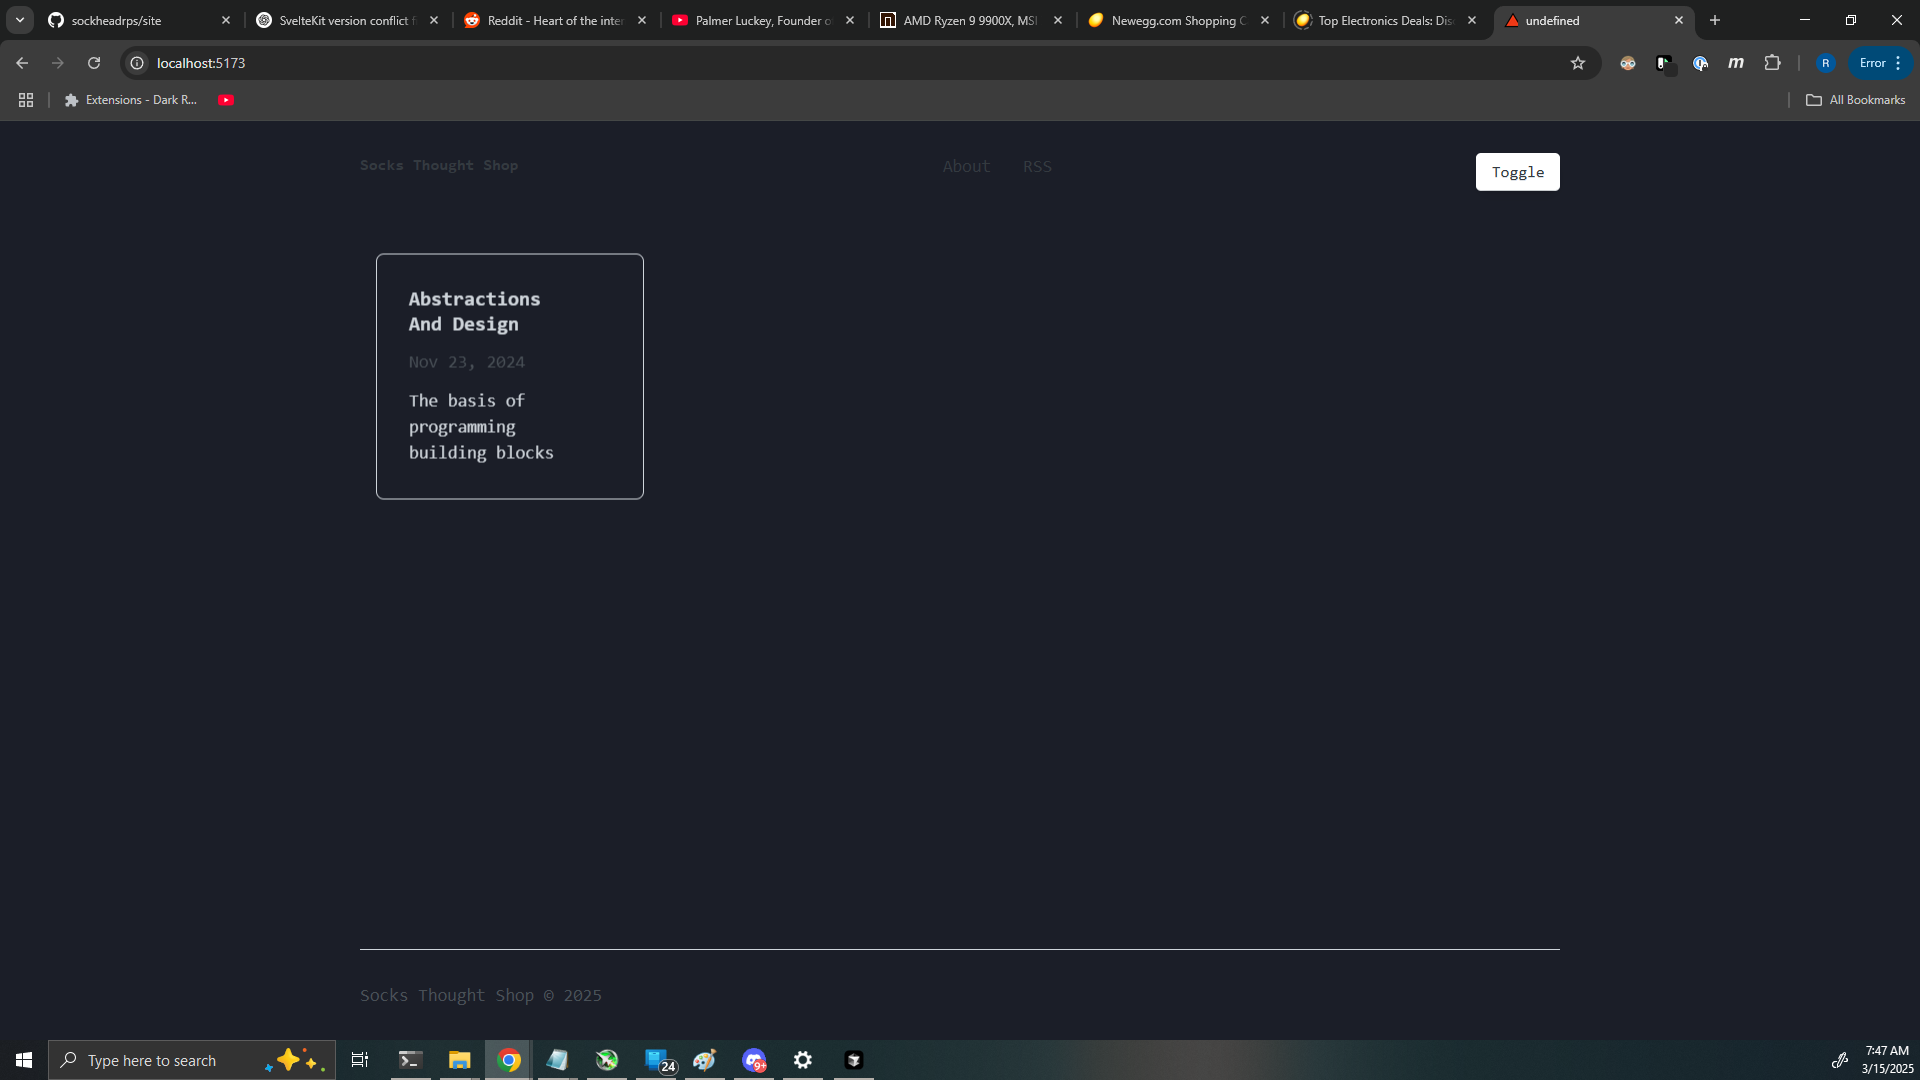 sockheadrps/site
SvelteKit version conflict f
Reddit - Heart of the inter
Palmer Luckey, Founder o
AMD Ryzen 9 9900X, MSI
Newegg.com Shopping C
Top Electronics Deals: Dis
undefined
localhost:5173
m
R
Error
Extensions - Dark R...
All Bookmarks
Socks Thought Shop
About
RSS
Toggle
Abstractions
And Design
Nov 23, 2024
The basis of
programming
building blocks
Socks Thought Shop © 2025
Type here to search
24
9+
7:47 AM
3/15/2025